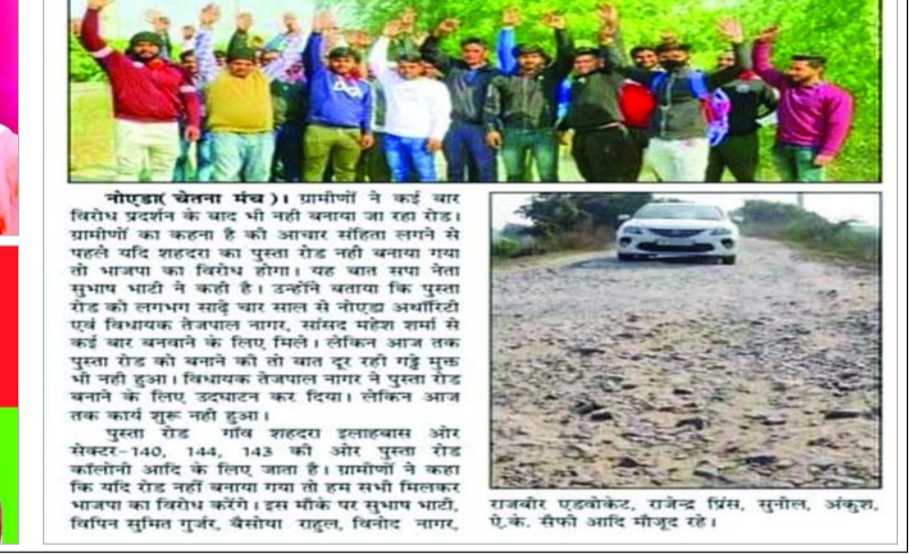 नोएडा( चेतना मंच )। ग्रामीणों ने कई बार
विरोध प्रदर्शन के बाद भी नही बनाया जा रहा रोड।
ग्रामीणों का कहना है की आचार संहिता लगने से
पहले यदि शहदरा का पुस्ता रोड नही बनाया गया
तो भाजपा का विरोध होगा। यह बात सपा नेता
सुभाष भाटी ने कही है। उन्होंने बताया कि पुस्ता
रोड को लगभग साढ़े चार साल से नोएडा अथॉरिटी
एवं विधायक तेजपाल नागर, सांसद महेश शर्मा से
कई बार बनवाने के लिए मिले। लेकिन आज तक
पुस्ता रोड को बनाने की तो बात दूर रही गड्ढे मुक्त
भी नही हुआ। विधायक तेजपाल नागर ने पुस्ता रोड
बनाने के लिए उदघाटन कर दिया। लेकिन आज
तक कार्य शुरू नही हुआ।
पुस्ता रोड गाँव शहदरा इलाहबास ओर
सेक्टर-140, 144, 143 की ओर पुस्ता रोड
कॉलोनी आदि के लिए जाता है। ग्रामीणों ने कहा
कि यदि रोड नहीं बनाया गया तो हम सभी मिलकर
भाजपा का विरोध करेंगे। इस मौके पर सुभाष भाटी,
विपिन सुमित गुर्जर, बैसोया राहुल, विनोद नागर,
राजबीर एडवोकेट, राजेन्द्र प्रिंस, सुनील, अंकुश,
ऐ.के. सैफी आदि मौजूद रहे।